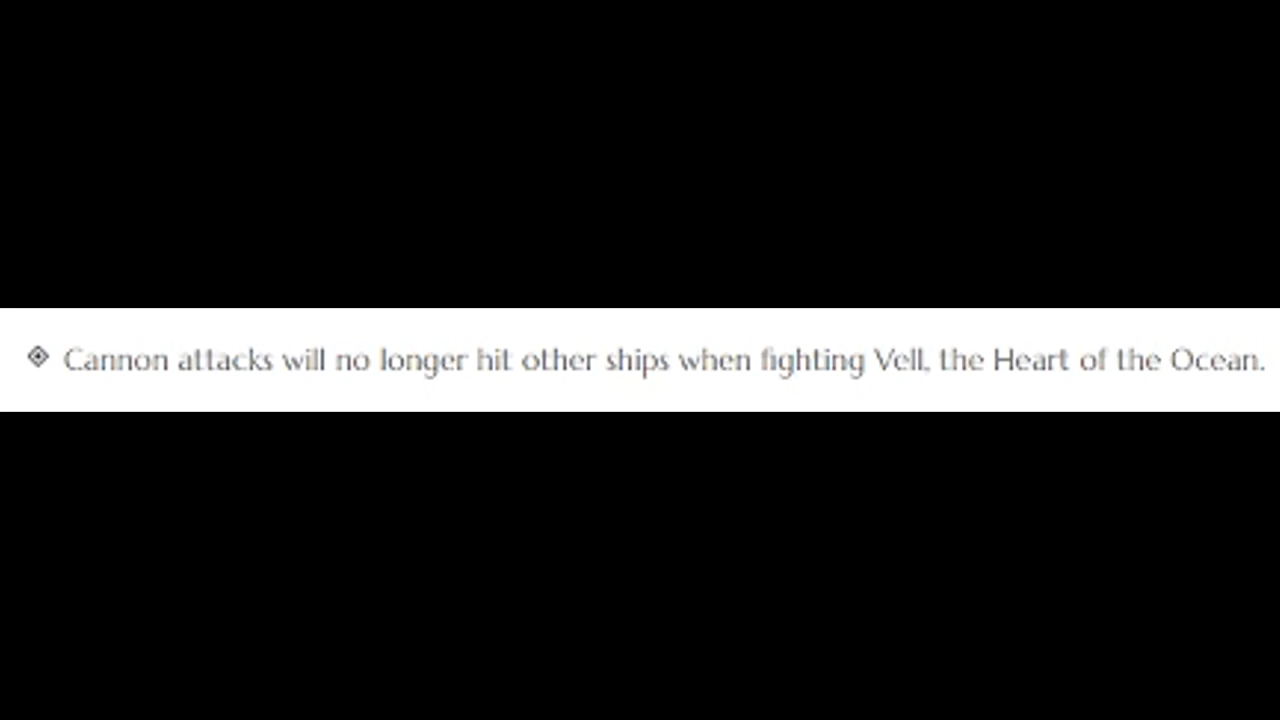 Cannon attacks will no longer hit other ships when fighting Vell, the Heart of the Ocean.